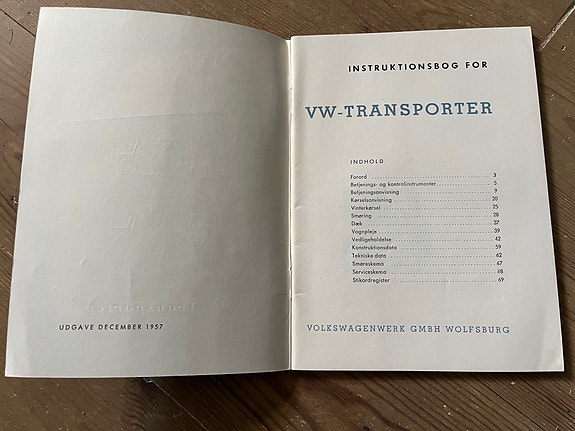 UDGAVE DECEMBER 1957
INSTRUKTIONSBOG FOR
VW-TRANSPORTER
INDHOLD
Forord 3
Betjenings- og kontrolinstrumenter 5
Betjeningsanvisning 9
Kørselsanvisning 20
Vinterkørsel 25
Smøring 28
Dæk 37
Vognpleje 39
Vedligeholdelse 42
Konstruktionsdata 59
Tekniske data 62
Smøreskema 67
Serviceskema 68
Stikordregister 69
VOLKSWAGENWERK GMBH WOLFSBURG